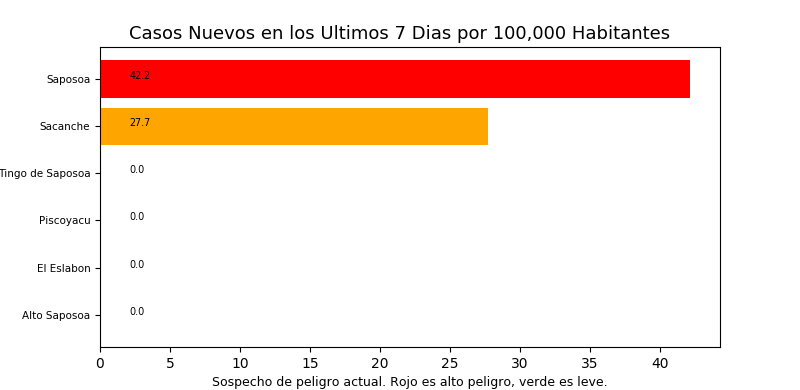 Casos Nuevos en los Ultimos 7 Dias por 100,000 Habitantes
Saposoa 42.2
Sacanche 27.7
Tingo de Saposoa 0.0
Piscoyacu 0.0
El Eslabon 0.0
Alto Saposoa 0.0
0 5 10 15 20 25 30 35 40
Sospecho de peligro actual. Rojo es alto peligro, verde es leve.